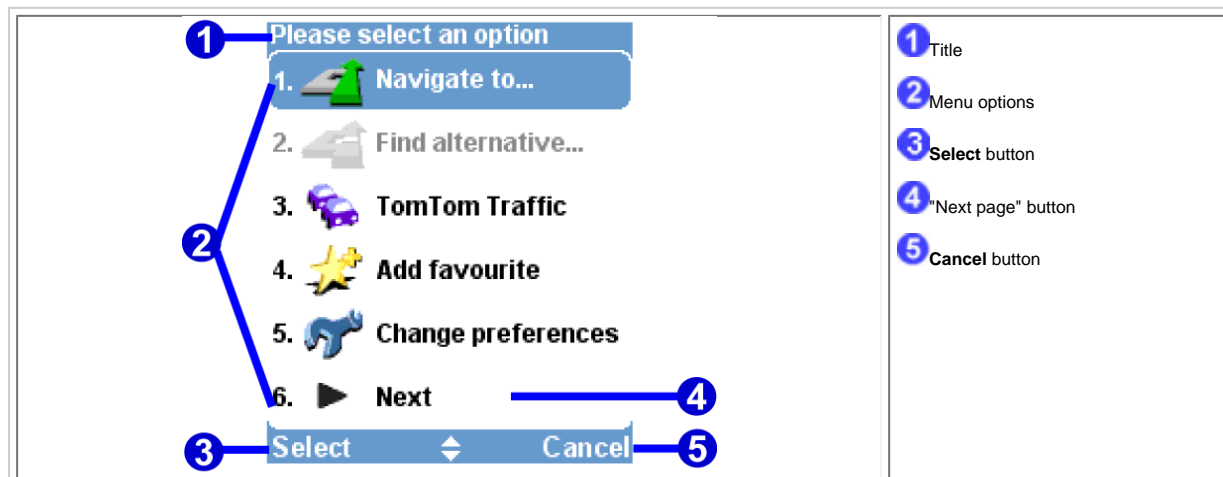 1 Please select an option
1. Navigate to...
2. Find alternative...
3. TomTom Traffic
2
4. Add favourite
5. Change preferences
6. Next 4
3 Select Cancel 5
1 Title
2 Menu options
3 Select button
4 "Next page" button
5 Cancel button